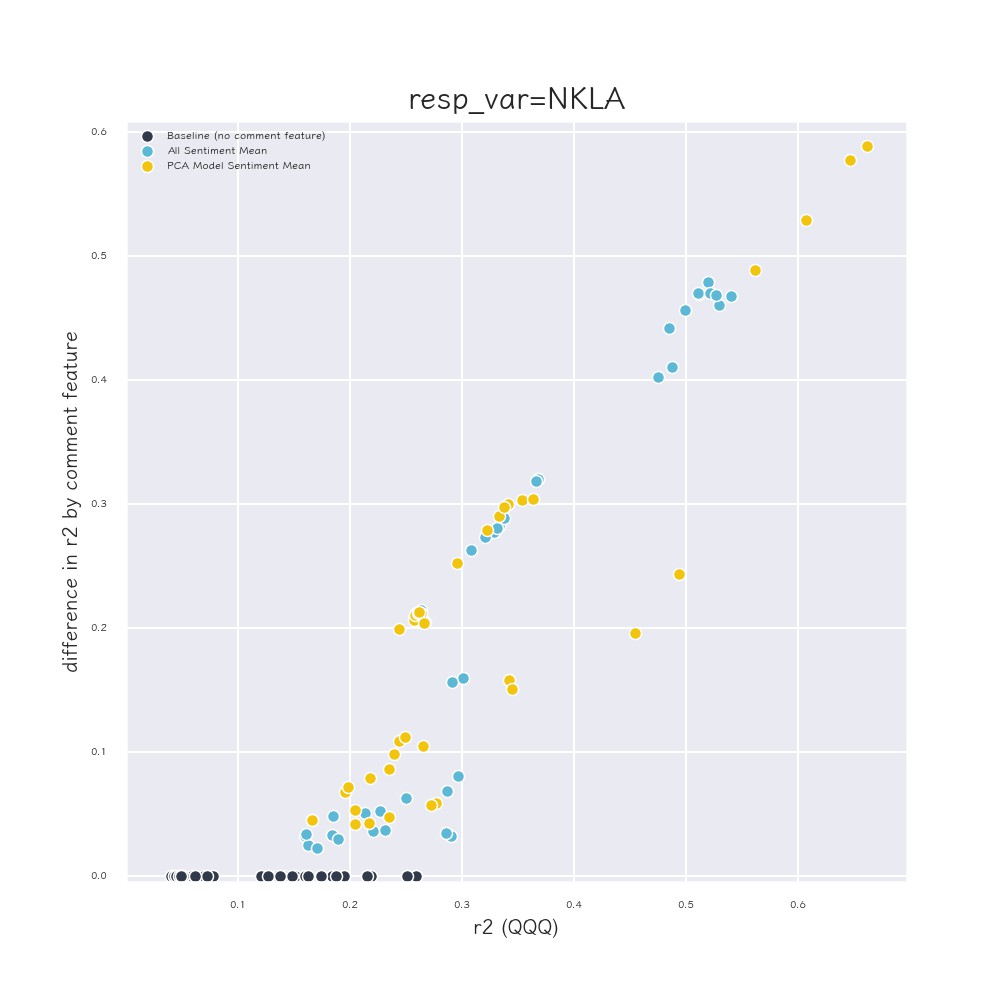 resp_var=NKLA
Baseline (no comment feature)
All Sentiment Mean
PCA Model Sentiment Mean
difference in r2 by comment feature
0.6
0.5
0.4
0.3
0.2
0.1
0.0
0.1 0.2 0.3 0.4 0.5 0.6
r2 (QQQ)